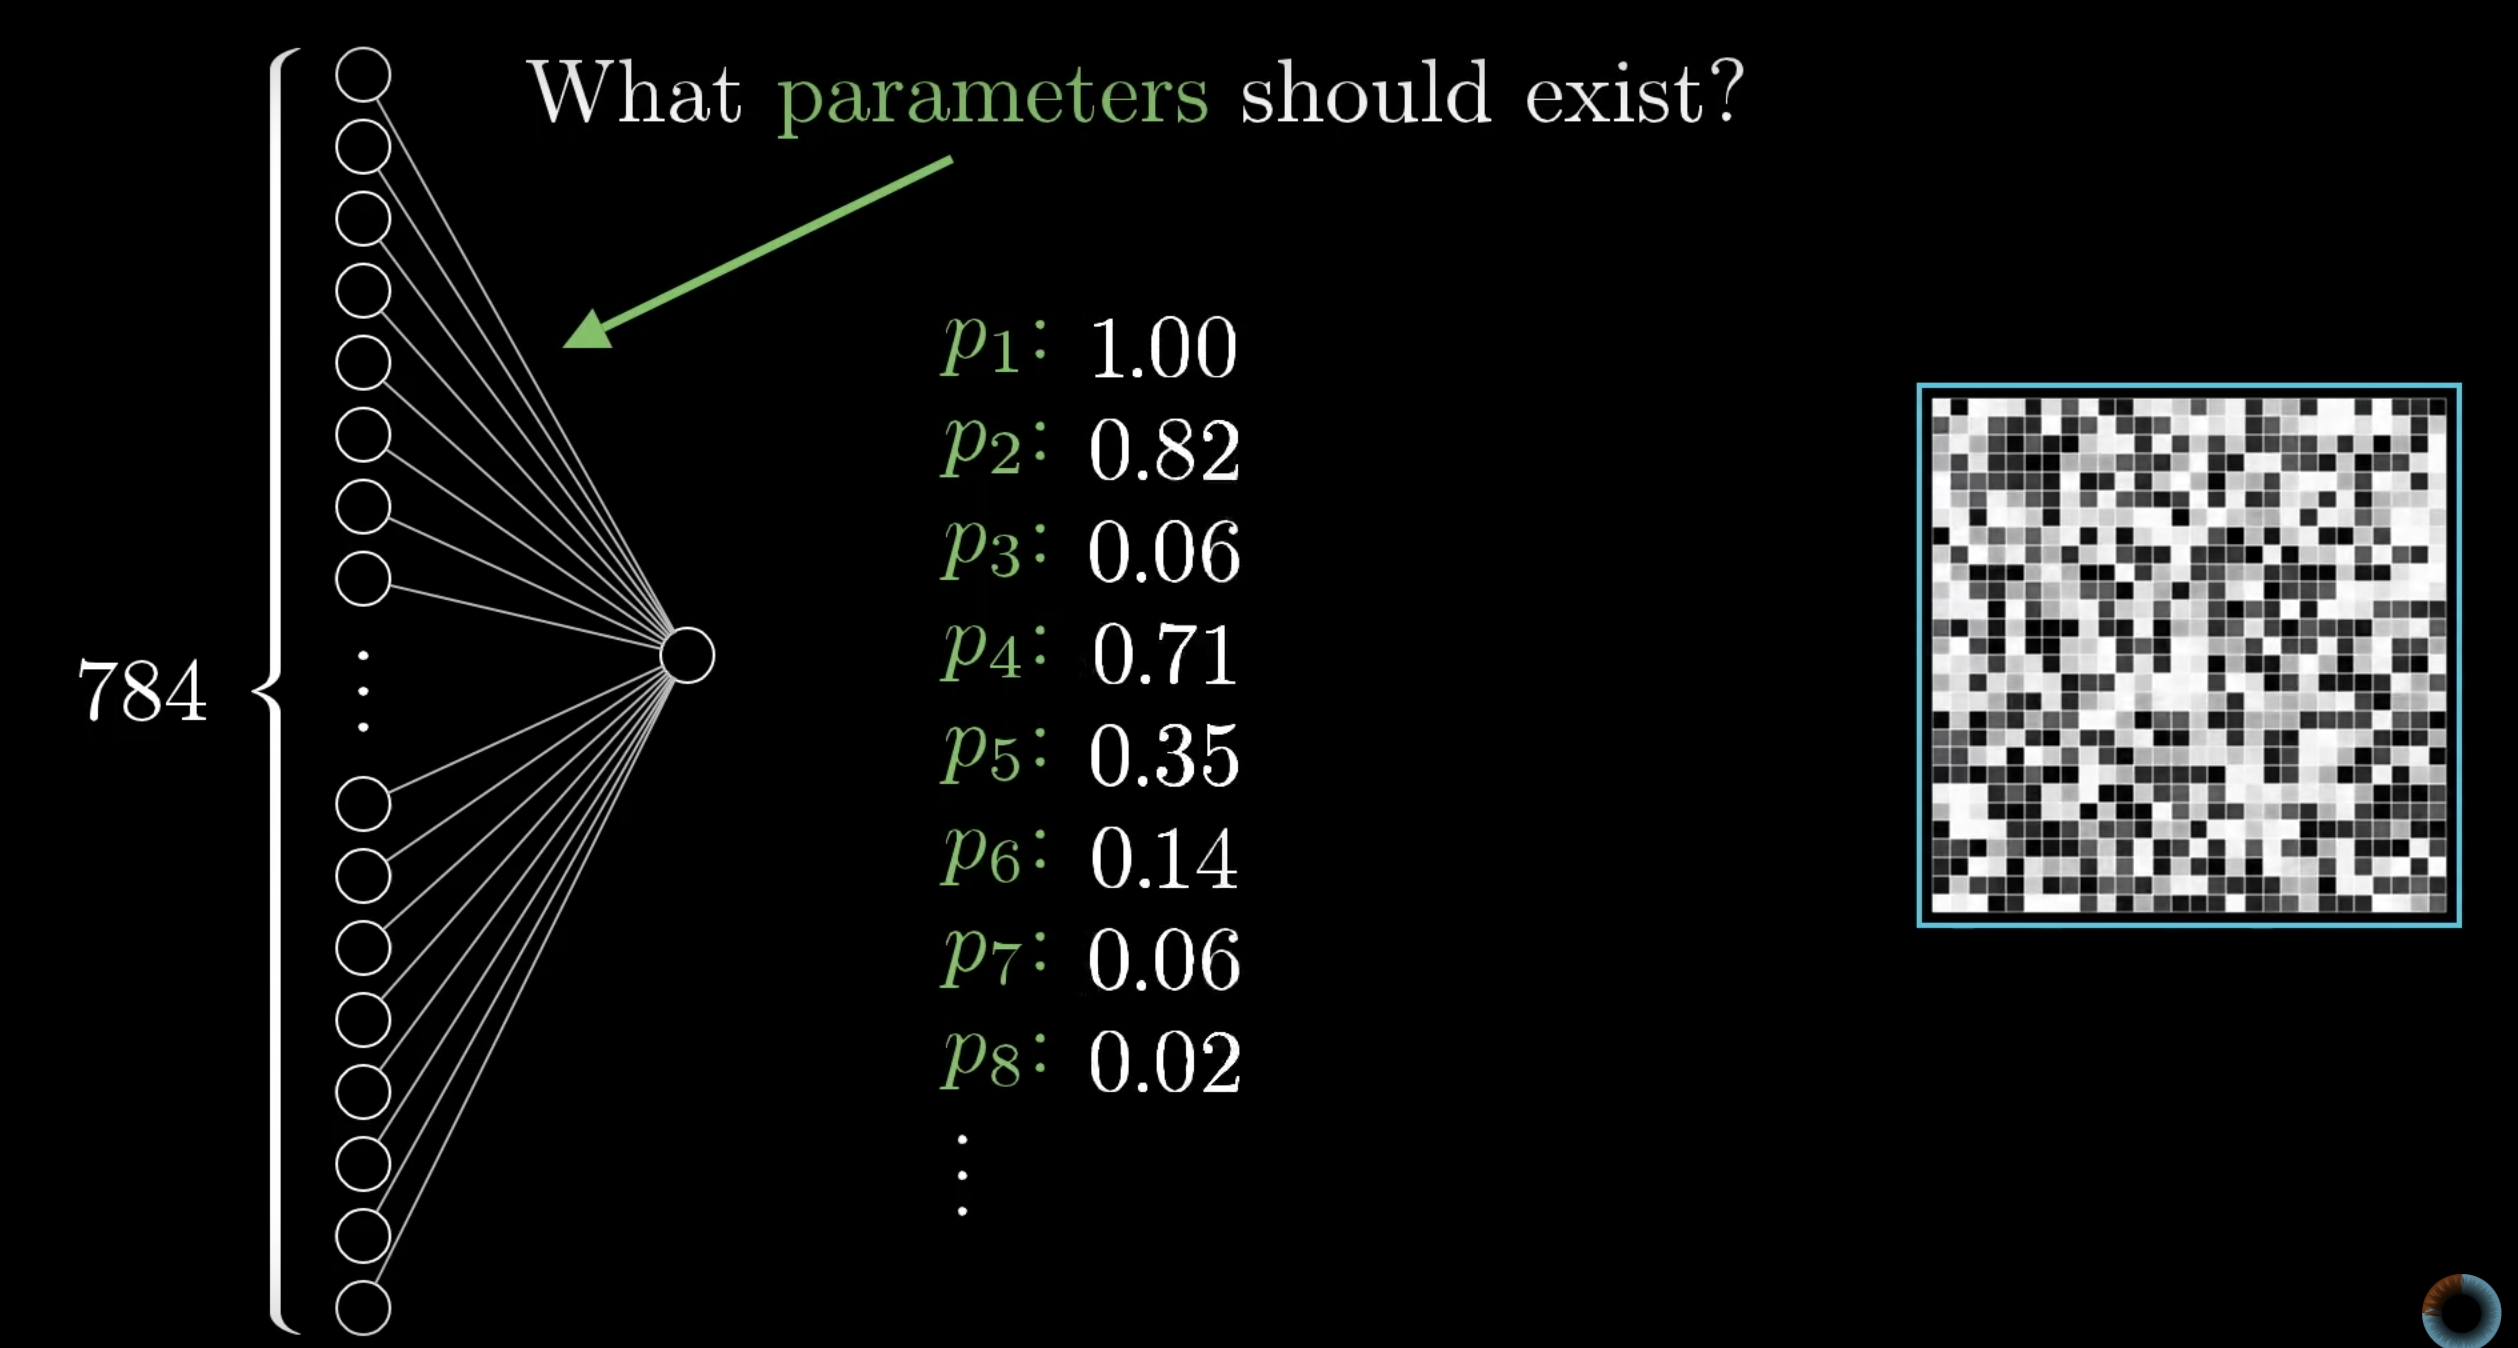 What parameters should exist?
p1: 1.00
p2: 0.82
p3: 0.06
p4: 0.71
784
p5: 0.35
p6: 0.14
p7: 0.06
p8: 0.02